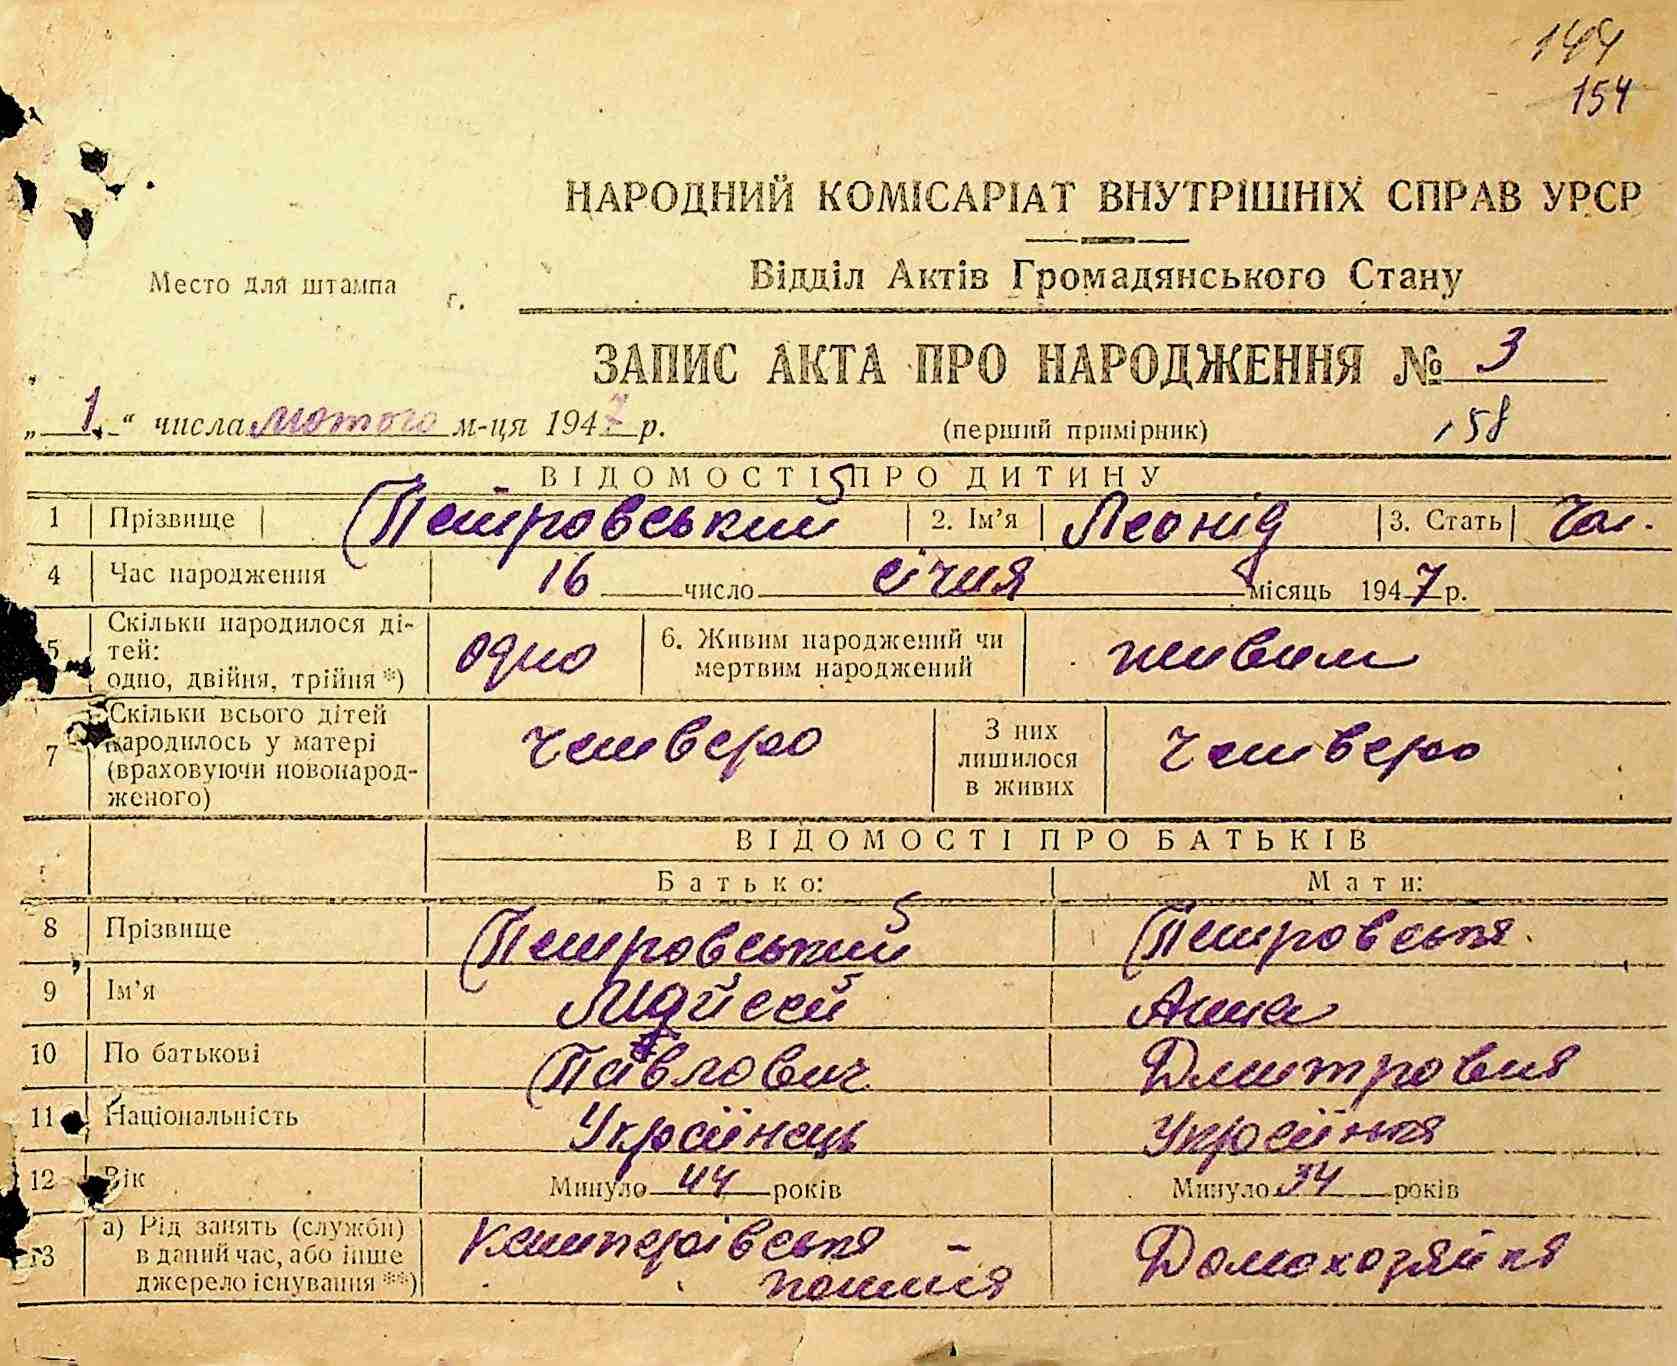 144
154
НАРОДНИЙ КОМІСАРІАТ ВНУТРІШНІХ СПРАВ УРСР
Место для штампа г.
Відділ Актів Громадянського Стану
ЗАПИС АКТА ПРО НАРОДЖЕННЯ № 3
„1“ числа лютого м-ця 1947 р. (перший примірник) 158
ВІДОМОСТІ ПРО ДИТИНУ
1 Прізвище Петровський 2. Ім'я Леонід 3. Стать Чол.
4 Час народження 16 число січня місяць 1947 р.
5 Скільки народилося дітей: одно, двійня, трійня *) одно 6. Живим народжений чи мертвим народжений живим
7 Скільки всього дітей народилось у матері (враховуючи новонародженого) четверо З них лишилося в живих четверо
ВІДОМОСТІ ПРО БАТЬКІВ
Батько: Мати:
8 Прізвище Петровський Петровська
9 Ім'я Анна
10 По батькові Павлович Дмитровна
11 Національність Українець Українка
12 Вік Минуло 44 років Минуло 34 років
13 а) Рід занять (служби) в даний час, або інше джерело існування **) Домохозяйка